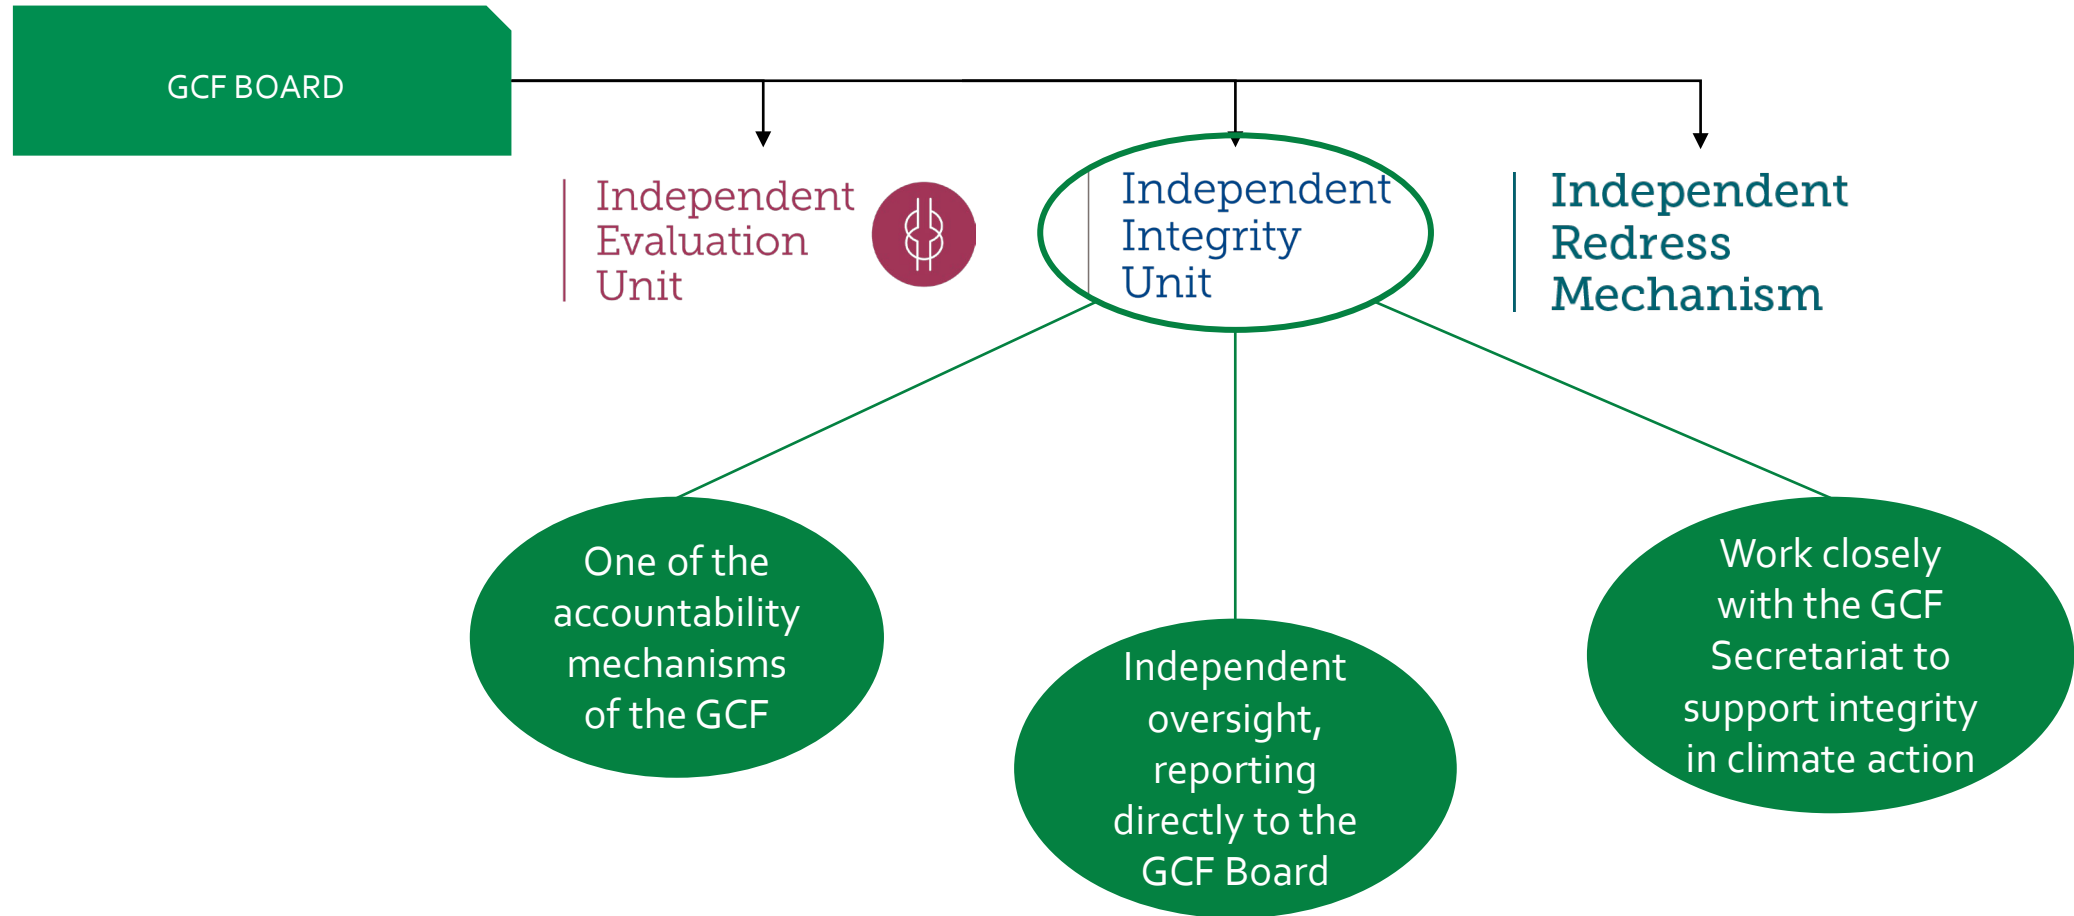 GCF BOARD
Independent
Evaluation
Unit
Independent
Integrity
Unit
Independent
Redress
Mechanism
One of the
accountability
mechanisms
of the GCF
Independent
oversight,
reporting
directly to the
GCF Board
Work closely
with the GCF
Secretariat to
support integrity
in climate action